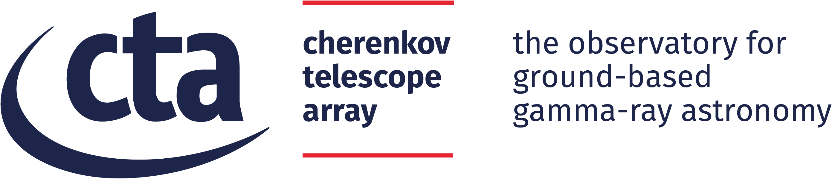 cta
cherenkov
telescope
array
the observatory for
ground-based
gamma-ray astronomy